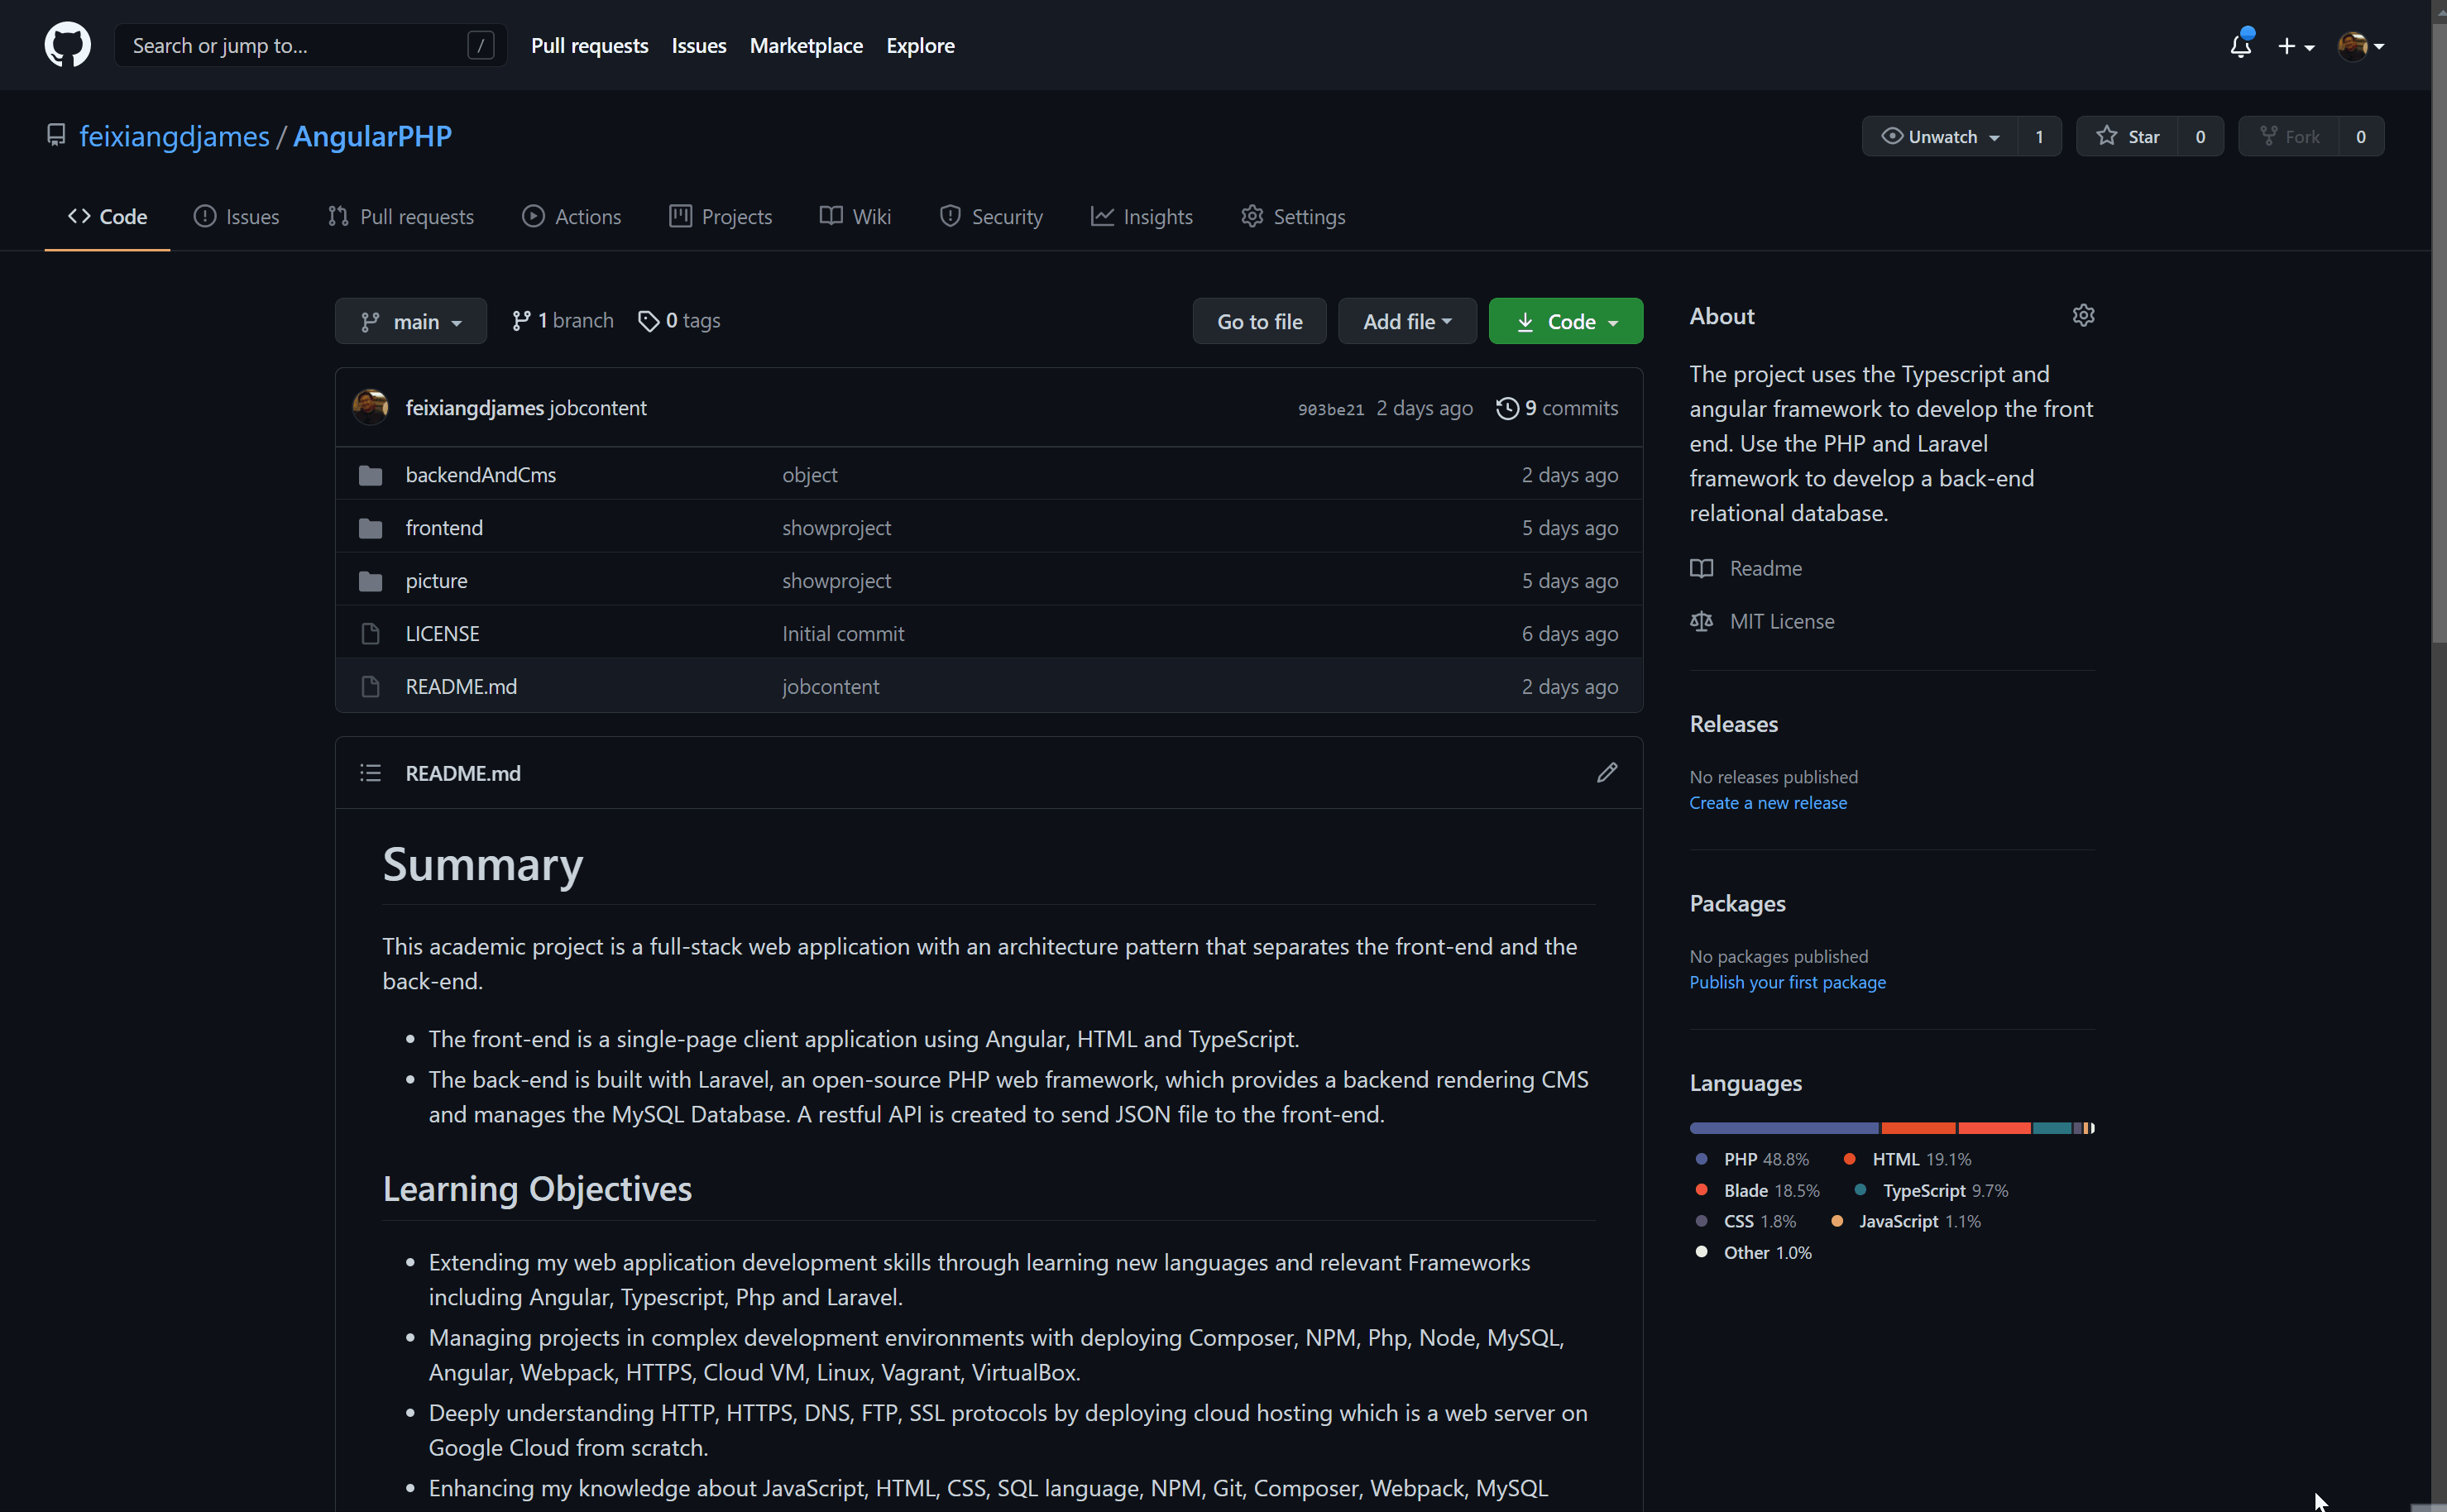 Search or jump to... /
Pull requests Issues Marketplace Explore
feixiangdjames / AngularPHP
Unwatch 1 Star 0 Fork 0
Code Issues Pull requests Actions Projects Wiki Security Insights Settings
main 1 branch 0 tags
Go to file Add file Code
feixiangdjames jobcontent 903be21 2 days ago 9 commits
backendAndCms object 2 days ago
frontend showproject 5 days ago
picture showproject 5 days ago
LICENSE Initial commit 6 days ago
README.md jobcontent 2 days ago
README.md
Summary
This academic project is a full-stack web application with an architecture pattern that separates the front-end and the
back-end.
• The front-end is a single-page client application using Angular, HTML and TypeScript.
• The back-end is built with Laravel, an open-source PHP web framework, which provides a backend rendering CMS
and manages the MySQL Database. A restful API is created to send JSON file to the front-end.
Learning Objectives
• Extending my web application development skills through learning new languages and relevant Frameworks
including Angular, Typescript, Php and Laravel.
• Managing projects in complex development environments with deploying Composer, NPM, Php, Node, MySQL,
Angular, Webpack, HTTPS, Cloud VM, Linux, Vagrant, VirtualBox.
• Deeply understanding HTTP, HTTPS, DNS, FTP, SSL protocols by deploying cloud hosting which is a web server on
Google Cloud from scratch.
• Enhancing my knowledge about JavaScript, HTML, CSS, SQL language, NPM, Git, Composer, Webpack, MySQL
About
The project uses the Typescript and
angular framework to develop the front
end. Use the PHP and Laravel
framework to develop a back-end
relational database.
Readme
MIT License
Releases
No releases published
Create a new release
Packages
No packages published
Publish your first package
Languages
PHP 48.8% HTML 19.1%
Blade 18.5% TypeScript 9.7%
CSS 1.8% JavaScript 1.1%
Other 1.0%